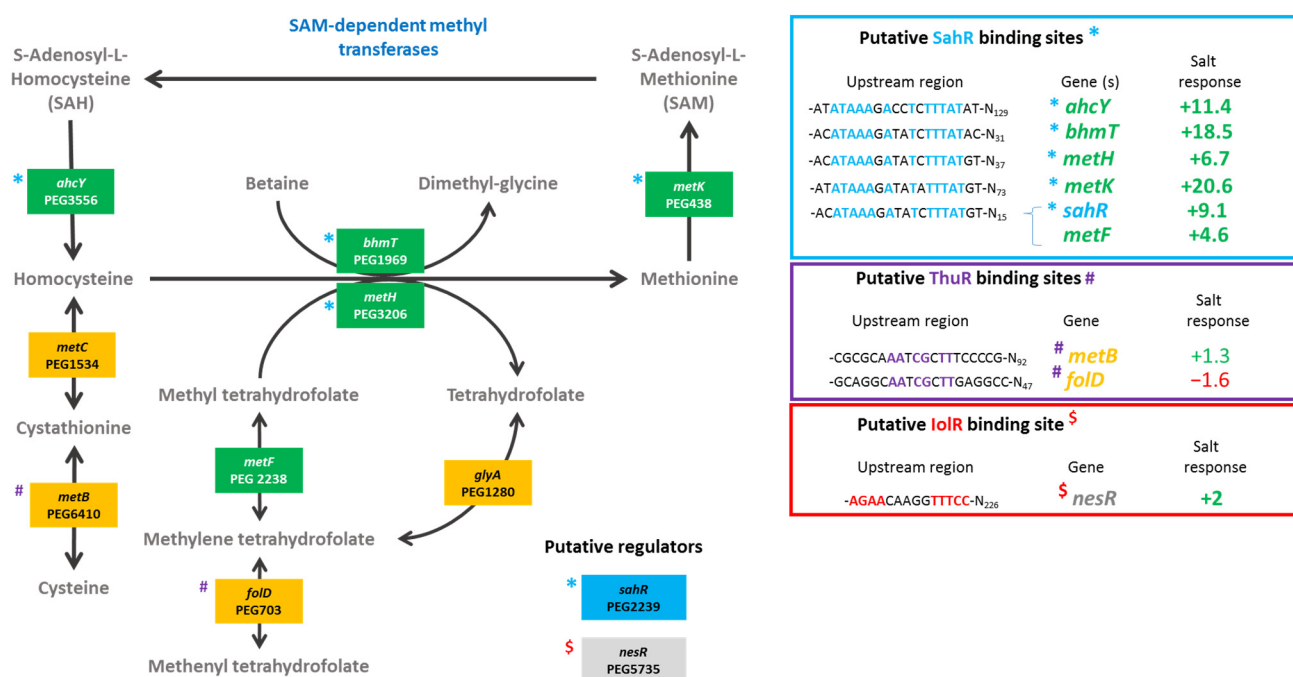 SAM-dependent methyl
transferases
S-Adenosyl-L-
Homocysteine
(SAH)
S-Adenosyl-L-
Methionine
(SAM)
* ahcY
PEG3556
Betaine
Dimethyl-glycine
* metK
PEG438
* bhmT
PEG1969
Homocysteine
Methionine
* metH
PEG3206
metC
PEG1534
Methyl tetrahydrofolate
Tetrahydrofolate
Cystathionine
metF
PEG 2238
glyA
PEG1280
# metB
PEG6410
Methylene tetrahydrofolate
Cysteine
# folD
PEG703
Methenyl tetrahydrofolate
Putative regulators
* sahR
PEG2239
$ nesR
PEG5735
Putative SahR binding sites *
Salt
Upstream region Gene (s) response
-ATATAAAGACCTCTTTATAT-N129 * ahcY +11.4
-ACATAAAGATATCTTTATAC-N31 * bhmT +18.5
-ACATAAAGATATCTTTATGT-N37 * metH +6.7
-ATATAAAGATATATTTATGT-N73 * metK +20.6
-ACATAAAGATATCTTTATGT-N15 * sahR +9.1
metF +4.6
Putative ThuR binding sites #
Salt
Upstream region Gene response
-CGCGCAAATCGCTTTCCCCG-N92 # metB +1.3
-GCAGGCAATCGCTTGAGGCC-N47 # folD −1.6
Putative IolR binding site $
Salt
Upstream region Gene response
-AGAACAAGGTTTCC-N226 $ nesR +2